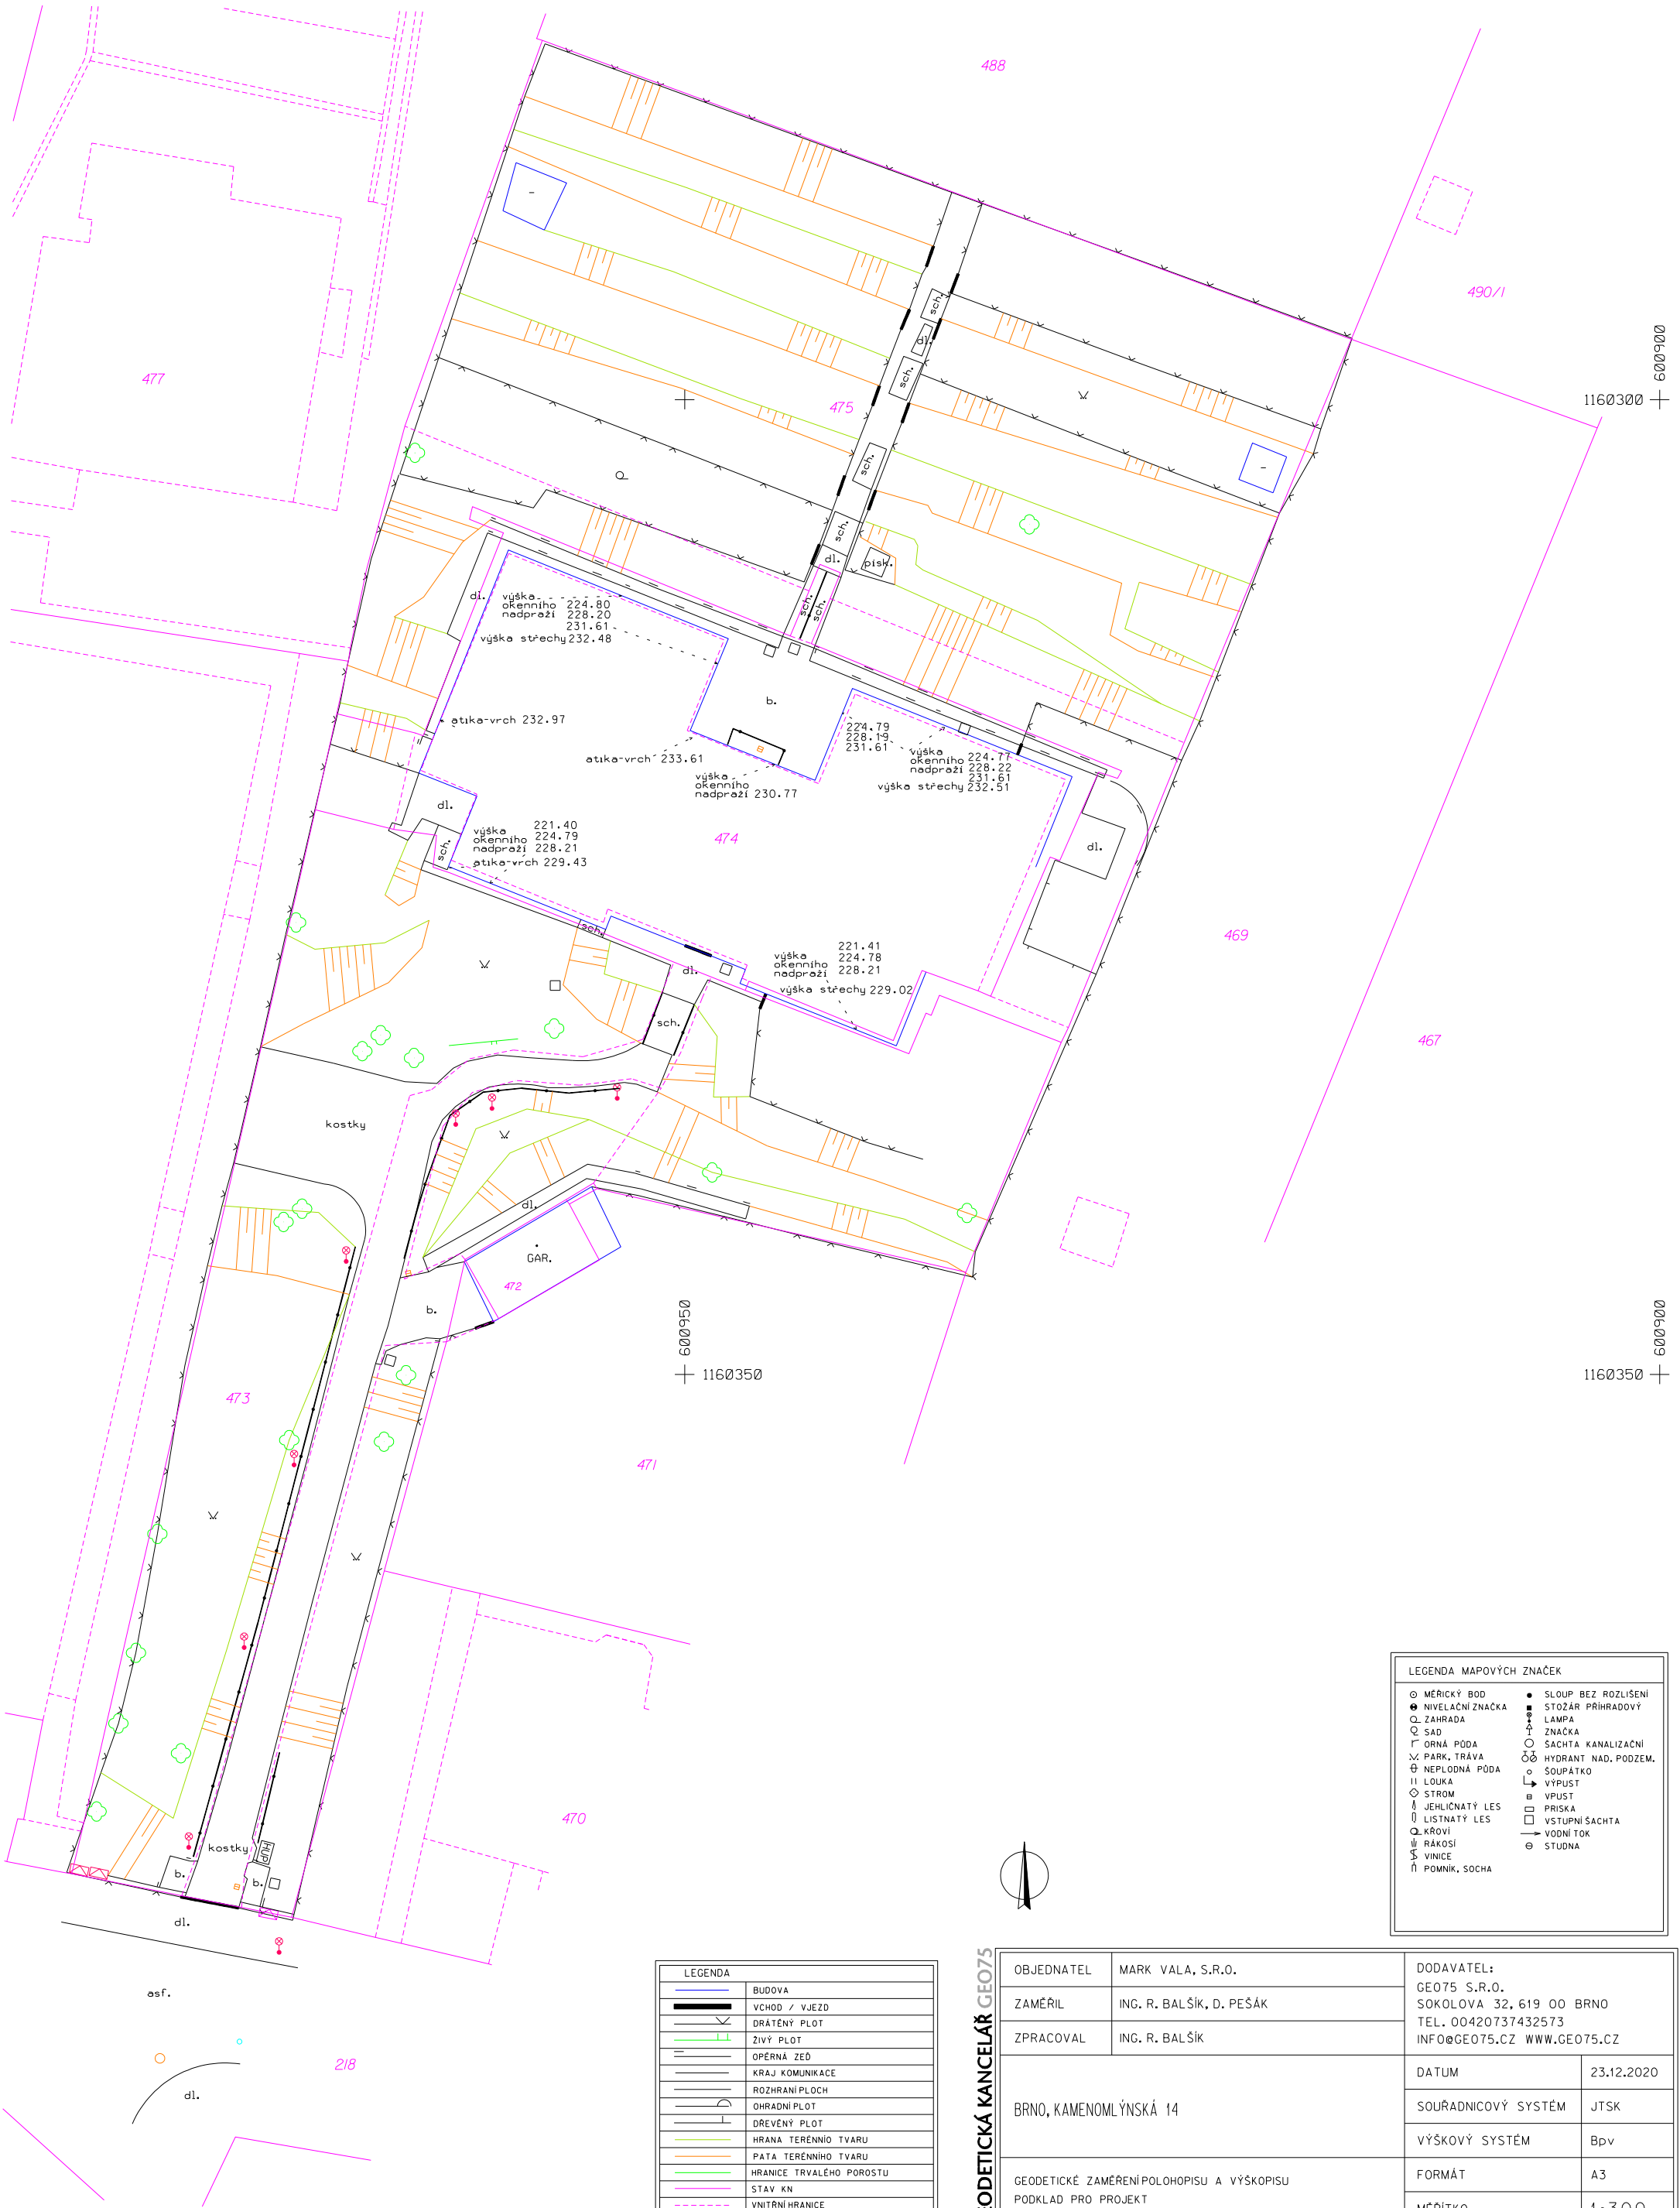 488
490/1
477
475
600900
1160300
sch.
dl.
sch.
sch.
sch.
dl.
písk.
sch.
sch.
dl.
výška
okenního 224.80
nadpraží 228.20
231.61
výška střechy 232.48
atika-vrch 232.97
b.
atika-vrch 233.61
224.79
228.19
231.61
výška
okenního 224.77
nadpraží 228.22
231.61
výška střechy 232.51
výška
okenního
nadpraží 230.77
474
dl.
dl.
sch.
221.40
výška
okenního 224.79
nadpraží 228.21
atika-vrch 229.43
sch.
dl.
221.41
výška
okenního 224.78
nadpraží 228.21
výška střechy 229.02
469
467
sch.
kostky
dl.
GAR.
472
b.
600950
1160350
600900
1160350
473
471
470
kostky
HUP
b.
b.
dl.
asf.
218
dl.
LEGENDA MAPOVÝCH ZNAČEK
MĚŘICKÝ BOD
NIVELAČNÍ ZNAČKA
ZAHRADA
SAD
ORNÁ PŮDA
PARK, TRÁVA
NEPLODNÁ PŮDA
LOUKA
STROM
JEHLIČNATÝ LES
LISTNATÝ LES
KŘOVÍ
RÁKOSÍ
VINICE
POMNÍK, SOCHA
SLOUP BEZ ROZLIŠENÍ
STOŽÁR PŘÍHRADOVÝ
LAMPA
ZNAČKA
ŠACHTA KANALIZAČNÍ
HYDRANT NAD. PODZEM.
ŠOUPÁTKO
VÝPUST
VPUST
PRISKA
VSTUPNÍ ŠACHTA
VODNÍ TOK
STUDNA
LEGENDA
BUDOVA
VCHOD / VJEZD
DRÁTĚNÝ PLOT
ŽIVÝ PLOT
OPĚRNÁ ZEĎ
KRAJ KOMUNIKACE
ROZHRANÍ PLOCH
OHRADNÍ PLOT
DŘEVĚNÝ PLOT
HRANA TERÉNNÍO TVARU
PATA TERÉNNÍHO TVARU
HRANICE TRVALÉHO POROSTU
STAV KN
VNITŘNÍ HRANICE
GEODETICKÁ KANCELÁŘ GEO75
OBJEDNATEL MARK VALA, S.R.O.
ZAMĚŘIL ING. R. BALŠÍK, D. PEŠÁK
ZPRACOVAL ING. R. BALŠÍK
DODAVATEL:
GEO75 S.R.O.
SOKOLOVA 32, 619 00 BRNO
TEL. 00420737432573
INFO@GEO75.CZ WWW.GEO75.CZ
BRNO, KAMENOMLÝNSKÁ 14
DATUM 23.12.2020
SOUŘADNICOVÝ SYSTÉM JTSK
VÝŠKOVÝ SYSTÉM Bpv
GEODETICKÉ ZAMĚŘENÍ POLOHOPISU A VÝŠKOPISU
PODKLAD PRO PROJEKT
FORMÁT A3
MĚŘÍTKO 1:300